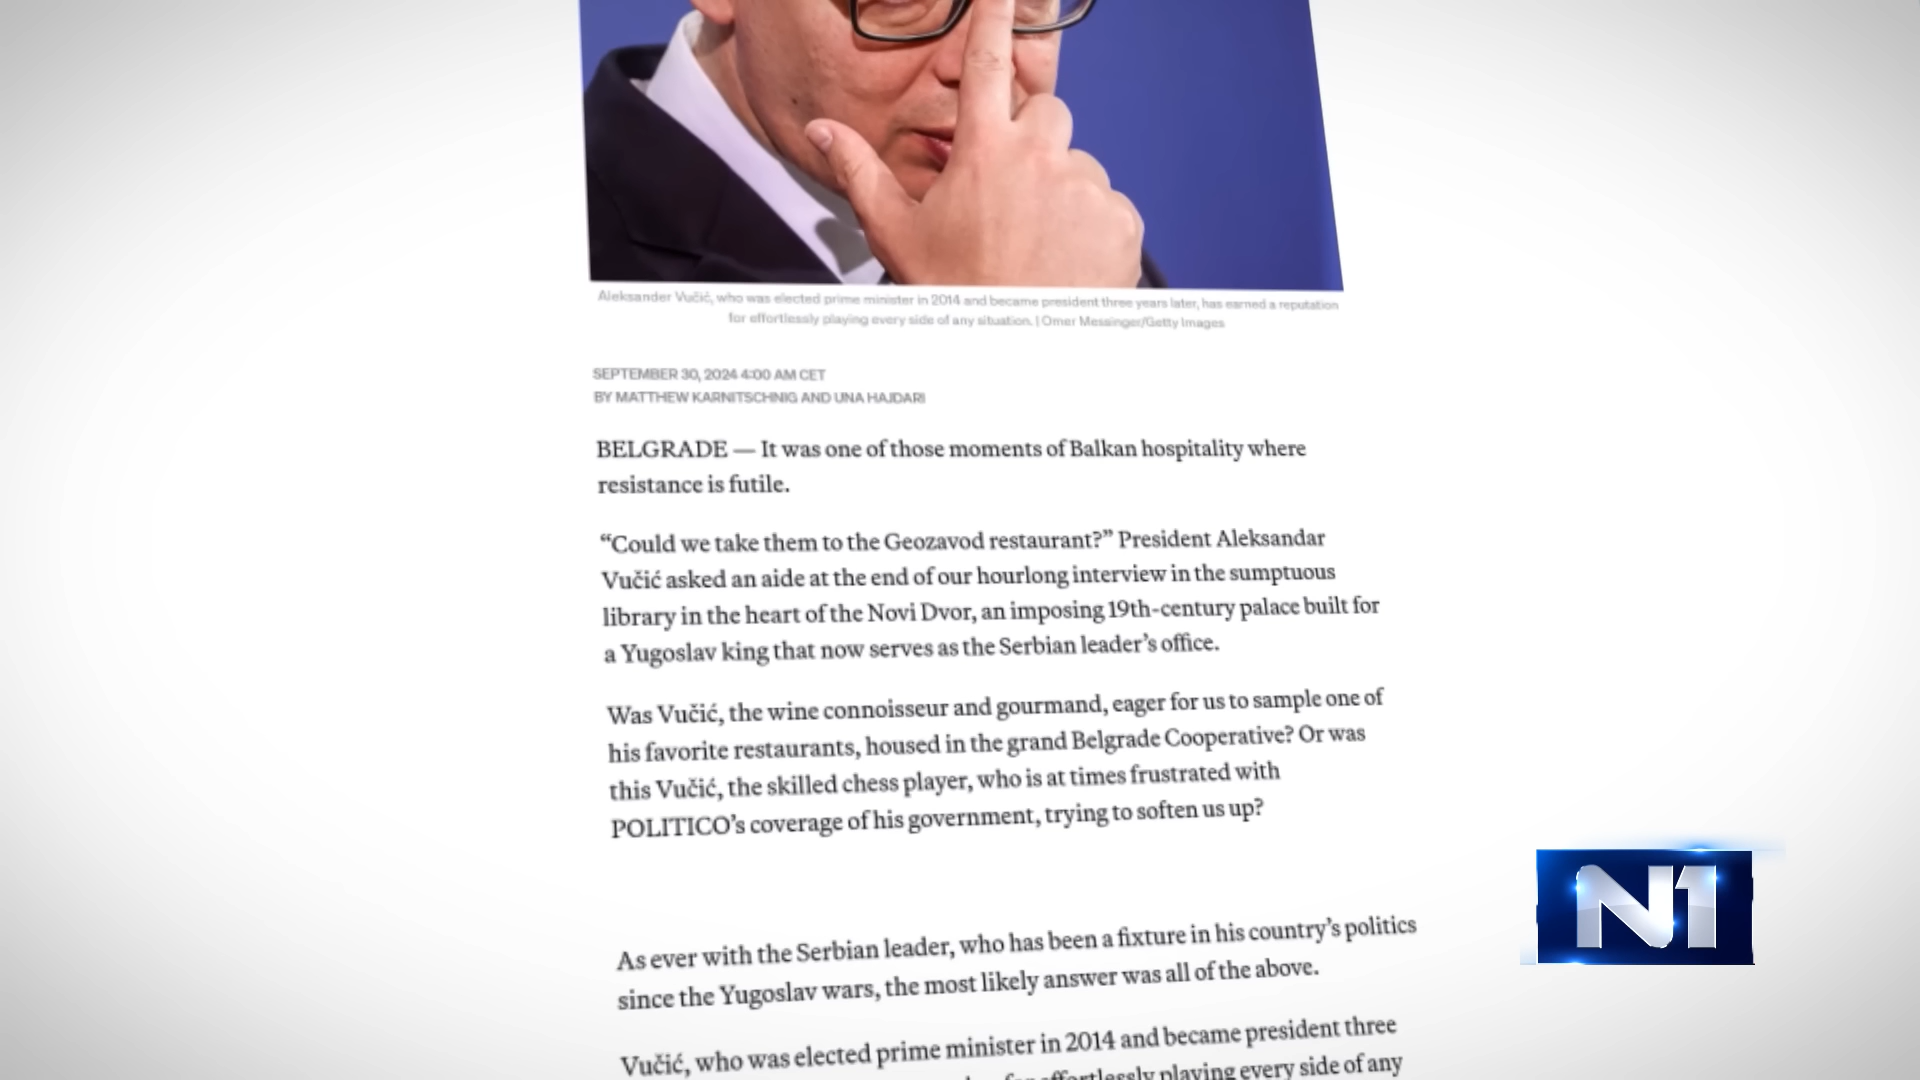 Aleksander Vučić, who was elected prime minister in 2014 and became president three years later, has earned a reputation
for effortlessly playing every side of any situation. | Omer Messinger/Getty Images
SEPTEMBER 30, 2024 4:00 AM CET
BY MATTHEW KARNITSCHNIG AND UNA HAJDARI
BELGRADE — It was one of those moments of Balkan hospitality where
resistance is futile.
“Could we take them to the Geozavod restaurant?” President Aleksandar
Vučić asked an aide at the end of our hourlong interview in the sumptuous
library in the heart of the Novi Dvor, an imposing 19th-century palace built for
a Yugoslav king that now serves as the Serbian leader’s office.
Was Vučić, the wine connoisseur and gourmand, eager for us to sample one of
his favorite restaurants, housed in the grand Belgrade Cooperative? Or was
this Vučić, the skilled chess player, who is at times frustrated with
POLITICO’s coverage of his government, trying to soften us up?
N1
As ever with the Serbian leader, who has been a fixture in his country’s politics
since the Yugoslav wars, the most likely answer was all of the above.
Vučić, who was elected prime minister in 2014 and became president three
effortlessly playing every side of any